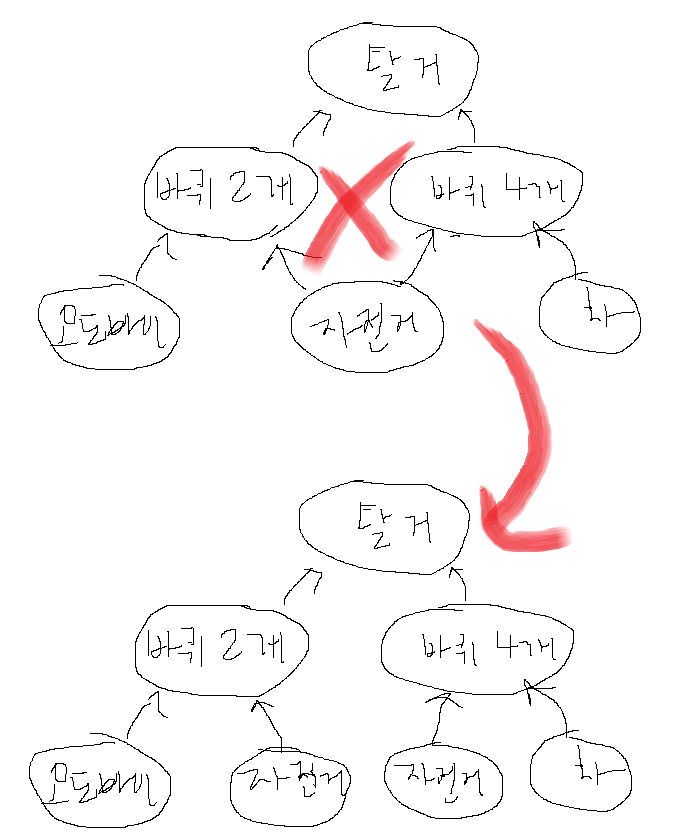 탈거
바퀴 2개
바퀴 4개
오토바이
자전거
차
탈거
바퀴 2개
바퀴 4개
오토바이
자전거
자전거
차